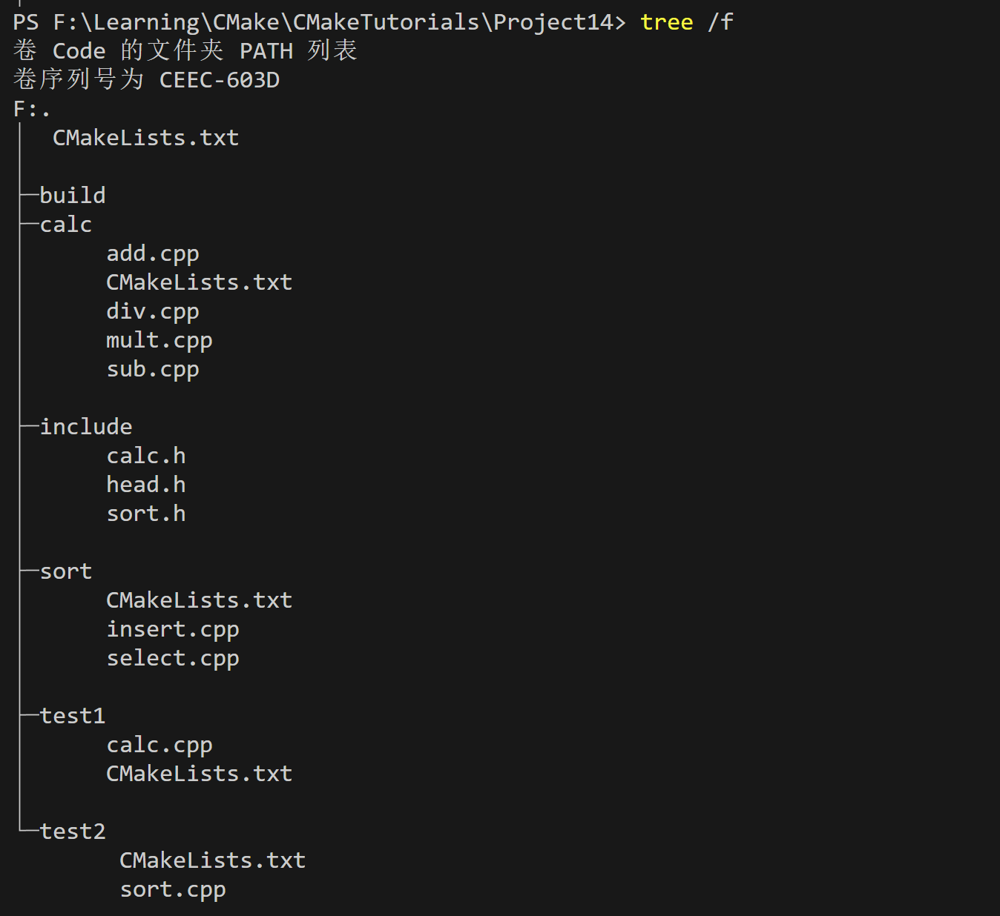 PS F:\Learning\CMake\CMakeTutorials\Project14> tree /f
卷 Code 的文件夹 PATH 列表
卷序列号为 CEEC-603D
F:.
│  CMakeLists.txt
│
├─build
├─calc
│      add.cpp
│      CMakeLists.txt
│      div.cpp
│      mult.cpp
│      sub.cpp
│
├─include
│      calc.h
│      head.h
│      sort.h
│
├─sort
│      CMakeLists.txt
│      insert.cpp
│      select.cpp
│
├─test1
│      calc.cpp
│      CMakeLists.txt
│
└─test2
        CMakeLists.txt
        sort.cpp